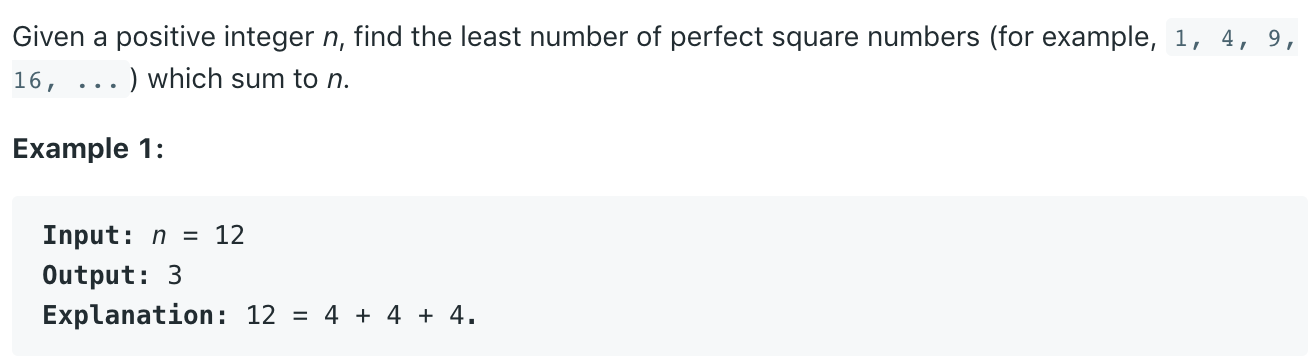 Given a positive integer n, find the least number of perfect square numbers (for example, 1, 4, 9,
16, ...) which sum to n.
Example 1:
Input: n = 12
Output: 3
Explanation: 12 = 4 + 4 + 4.